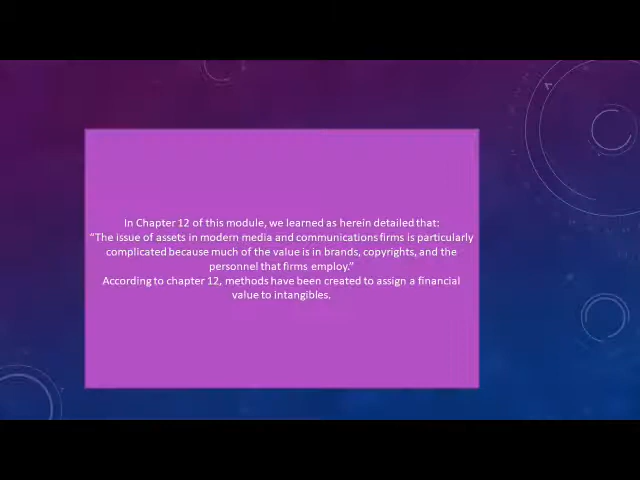 In Chapter 12 of this module, we learned as herein detailed that:
“The issue of assets in modern media and communications firms is particularly
complicated because much of the value is in brands, copyrights, and the
personnel that firms employ.”
According to chapter 12, methods have been created to assign a financial
value to intangibles.